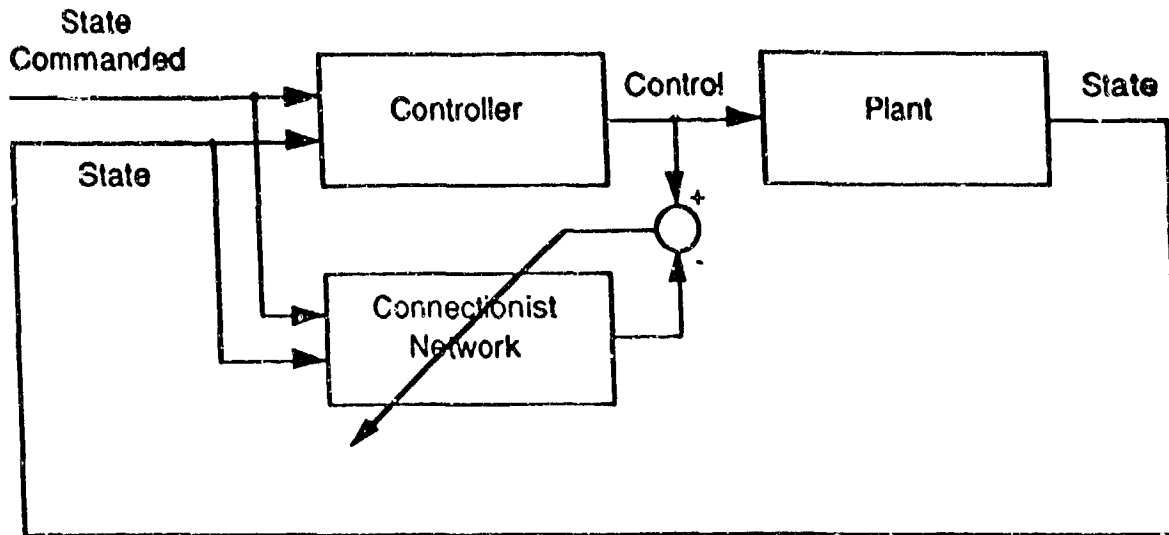 State
Commanded
Controller
Control
Plant
State
State
+
-
Connectionist
Network